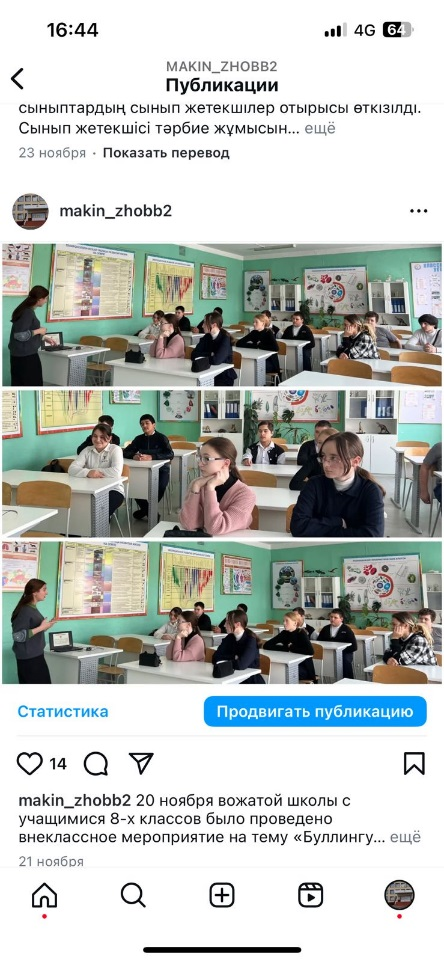 16:44
4G 64
MAKIN_ZHOBB2
Публикации
сыныптардың сынып жетекшілер отырысы өткізілді.
Сынып жетекшісі тәрбие жұмысын... ещё
23 ноября · Показать перевод
makin_zhobb2
Статистика
Продвигать публикацию
14
makin_zhobb2 20 ноября вожатой школы с
учащимися 8-х классов было проведено
внеклассное мероприятие на тему «Буллингу... ещё
21 ноября